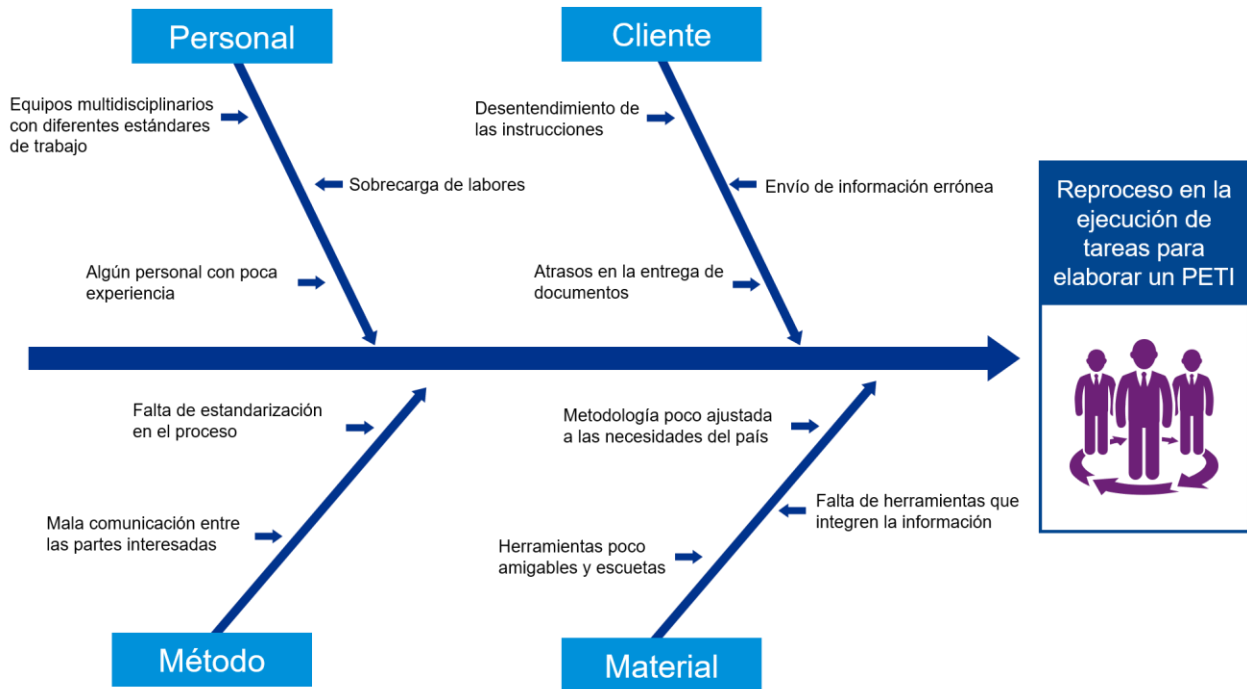 Personal
Cliente
Equipos multidisciplinarios
con diferentes estándares
de trabajo
Sobrecarga de labores
Algún personal con poca
experiencia
Desentendimiento de
las instrucciones
Envío de información errónea
Atrasos en la entrega de
documentos
Reproceso en la
ejecución de
tareas para
elaborar un PETI
Falta de estandarización
en el proceso
Mala comunicación entre
las partes interesadas
Metodología poco ajustada
a las necesidades del país
Falta de herramientas que
integren la información
Herramientas poco
amigables y escuetas
Método
Material